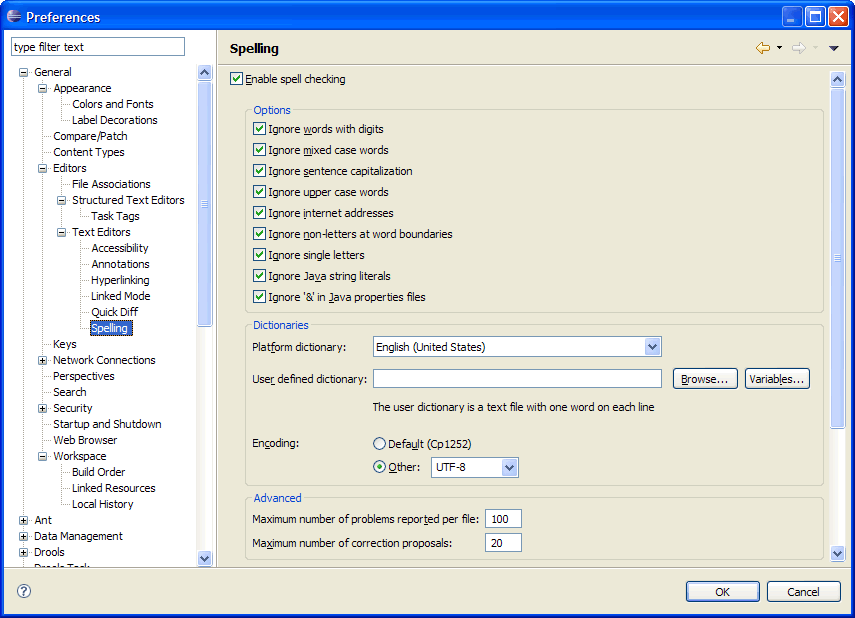 Preferences
type filter text
Spelling
General
Appearance
Colors and Fonts
Label Decorations
Compare/Patch
Content Types
Editors
File Associations
Structured Text Editors
Task Tags
Text Editors
Accessibility
Annotations
Hyperlinking
Linked Mode
Quick Diff
Spelling
Keys
Network Connections
Perspectives
Search
Security
Startup and Shutdown
Web Browser
Workspace
Build Order
Linked Resources
Local History
Ant
Data Management
Drools
Drools Task
Enable spell checking
Options
Ignore words with digits
Ignore mixed case words
Ignore sentence capitalization
Ignore upper case words
Ignore internet addresses
Ignore non-letters at word boundaries
Ignore single letters
Ignore Java string literals
Ignore '&' in Java properties files
Dictionaries
Platform dictionary: English (United States)
User defined dictionary: Browse... Variables...
The user dictionary is a text file with one word on each line
Encoding: Default (Cp1252)
Other: UTF-8
Advanced
Maximum number of problems reported per file: 100
Maximum number of correction proposals: 20
OK Cancel